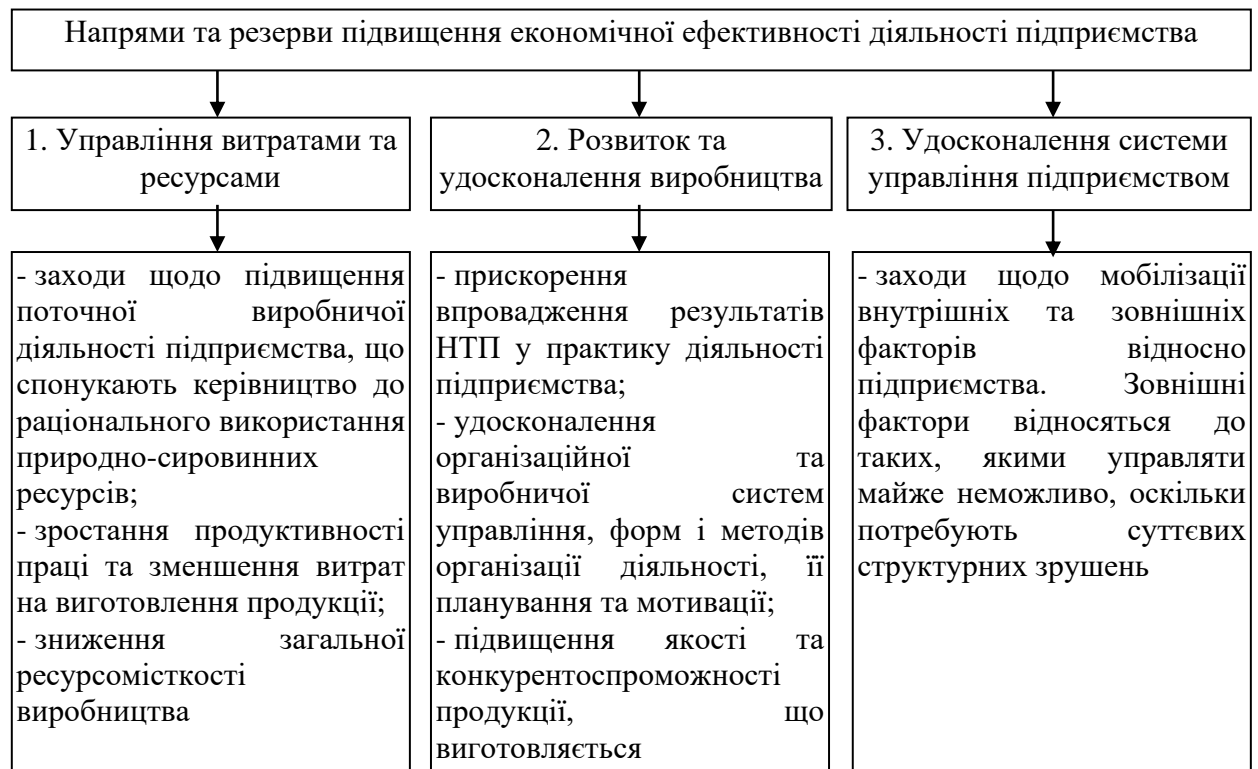 Напрями та резерви підвищення економічної ефективності діяльності підприємства
1. Управління витратами та
ресурсами
2. Розвиток та
удосконалення виробництва
3. Удосконалення системи
управління підприємством
- заходи щодо підвищення
поточної виробничої
діяльності підприємства, що
спонукають керівництво до
раціонального використання
природно-сировинних
ресурсів;
- зростання продуктивності
праці та зменшення витрат
на виготовлення продукції;
- зниження загальної
ресурсомісткості
виробництва
- прискорення
впровадження результатів
НТП у практику діяльності
підприємства;
- удосконалення
організаційної та
виробничої систем
управління, форм і методів
організації діяльності, її
планування та мотивації;
- підвищення якості та
конкурентоспроможності
продукції, що
виготовляється
- заходи щодо мобілізації
внутрішніх та зовнішніх
факторів відносно
підприємства. Зовнішні
фактори відносяться до
таких, якими управляти
майже неможливо, оскільки
потребують суттєвих
структурних зрушень